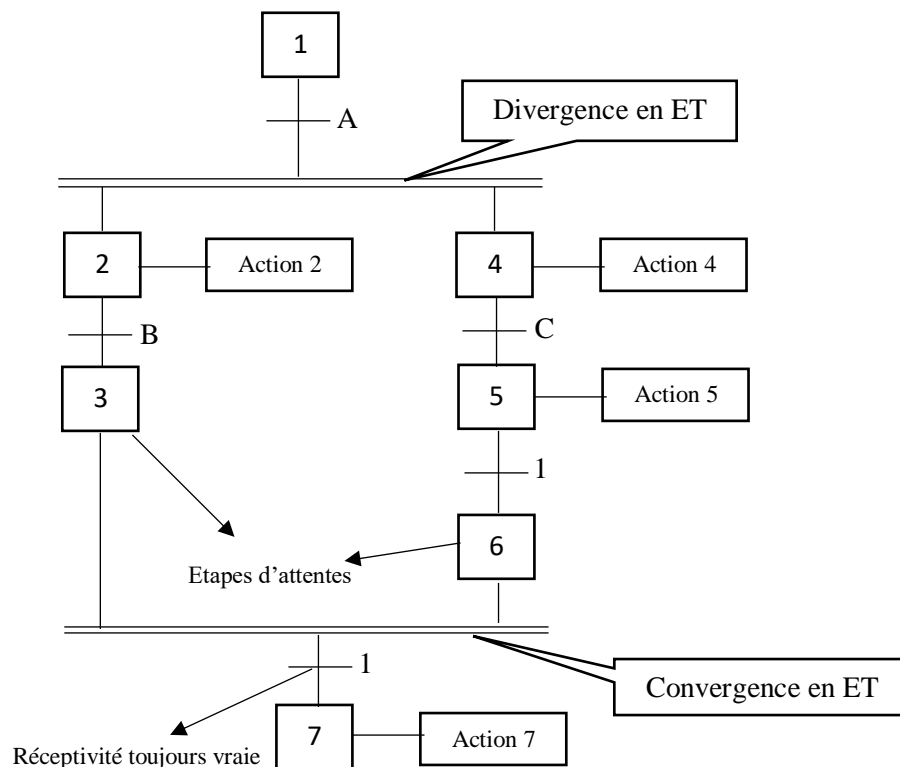 1
A
Divergence en ET
2
Action 2
4
Action 4
B
C
3
5
Action 5
1
6
Etapes d’attentes
1
Convergence en ET
7
Action 7
Réceptivité toujours vraie